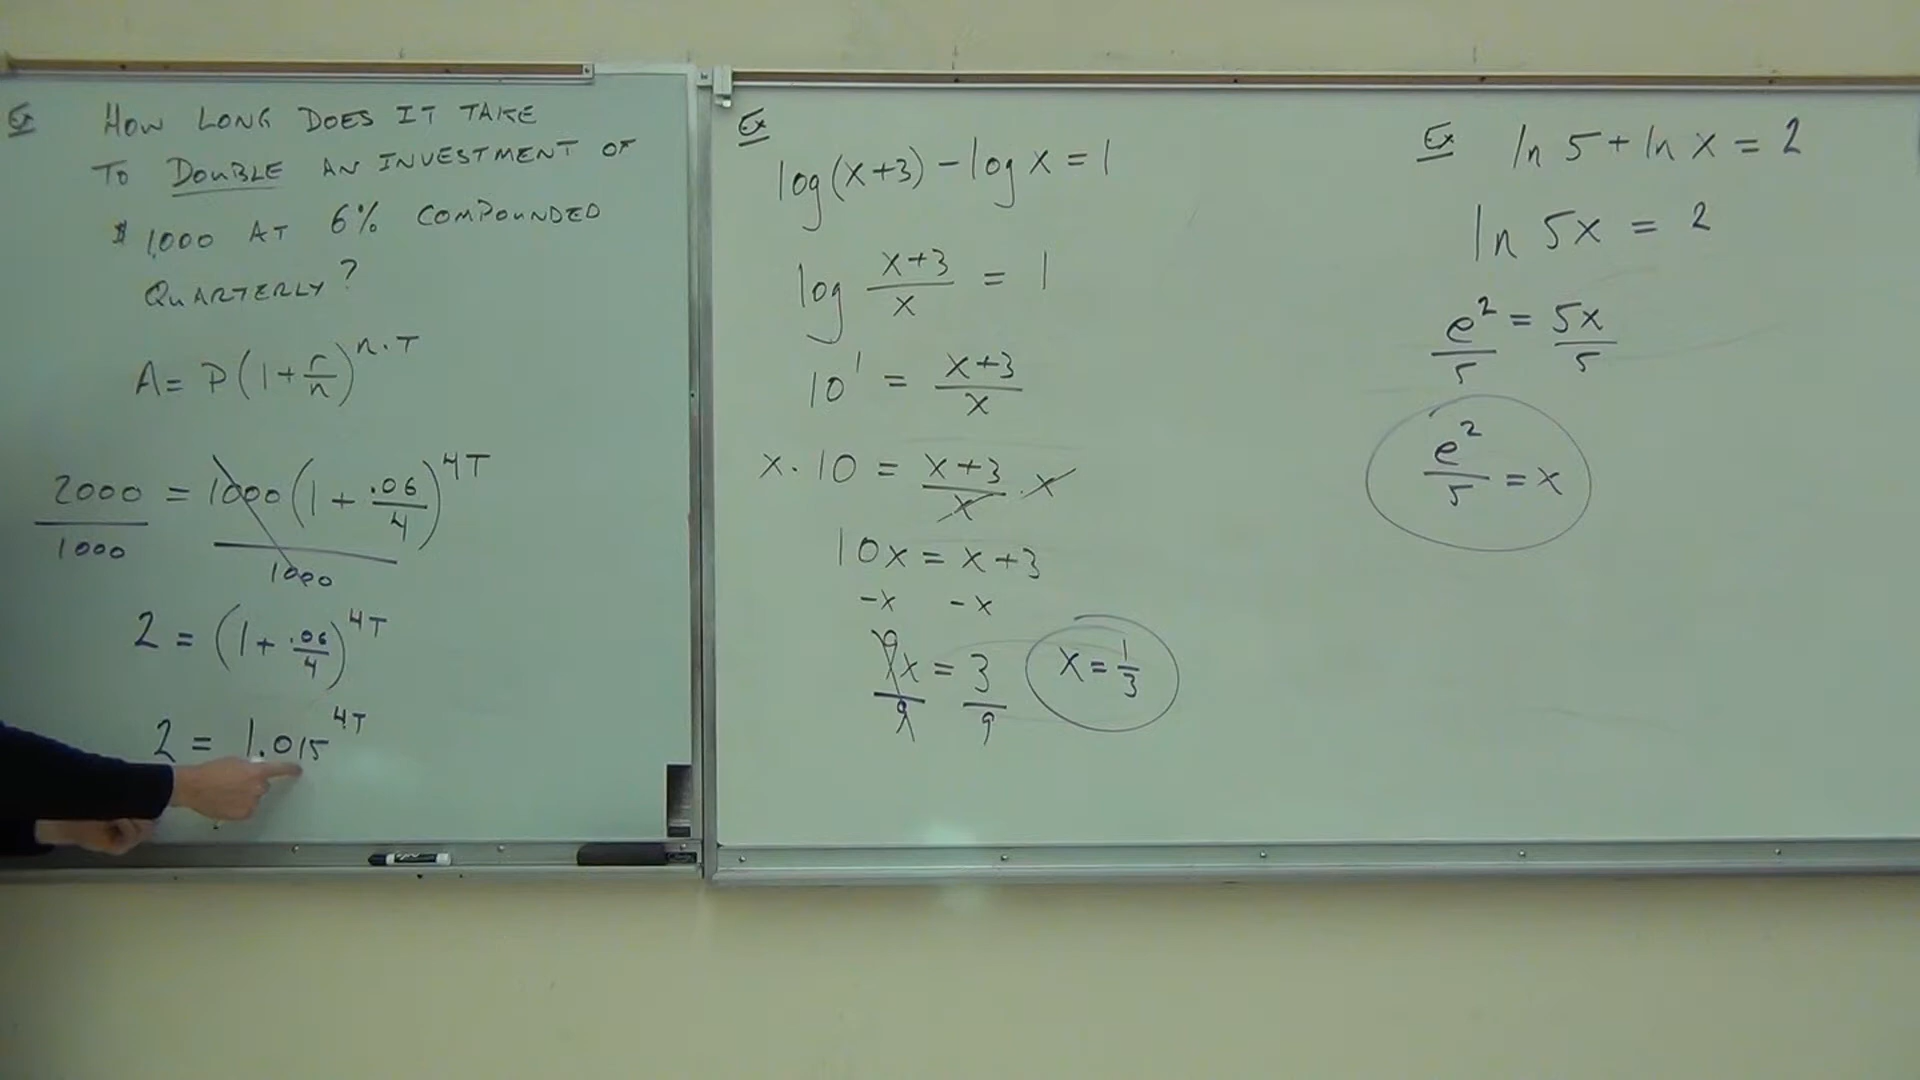 Ex HOW LONG DOES IT TAKE
TO DOUBLE AN INVESTMENT OF
$1,000 AT 6% COMPOUNDED
QUARTERLY?
A = P(1 + r/n)^(n·T)
2000/1000 = 1000(1 + .06/4)^(4T)/1000
2 = (1 + .06/4)^(4T)
2 = 1.015^(4T)
Ex
log(x+3) - log x = 1
log (x+3)/x = 1
10^1 = (x+3)/x
x · 10 = (x+3)/x · x
10x = x + 3
-x -x
9x/9 = 3/9 x = 1/3
Ex ln 5 + ln x = 2
ln 5x = 2
e^2/5 = 5x/5
e^2/5 = x